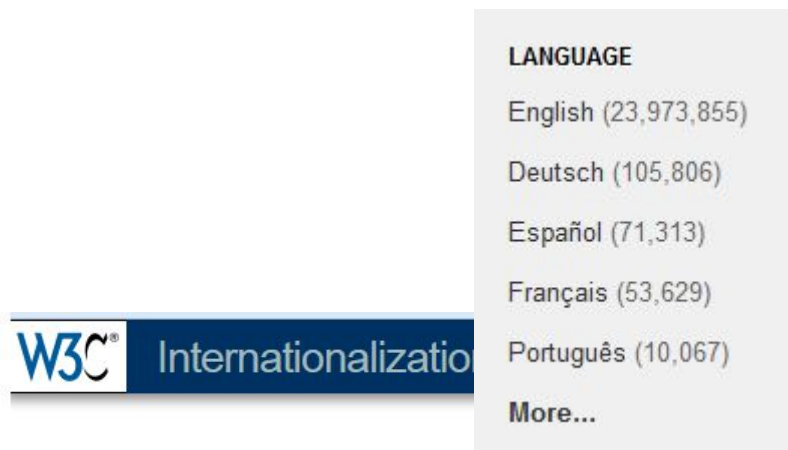 LANGUAGE
English (23,973,855)
Deutsch (105,806)
Español (71,313)
Français (53,629)
Português (10,067)
More...
W3C®
Internationalizatio